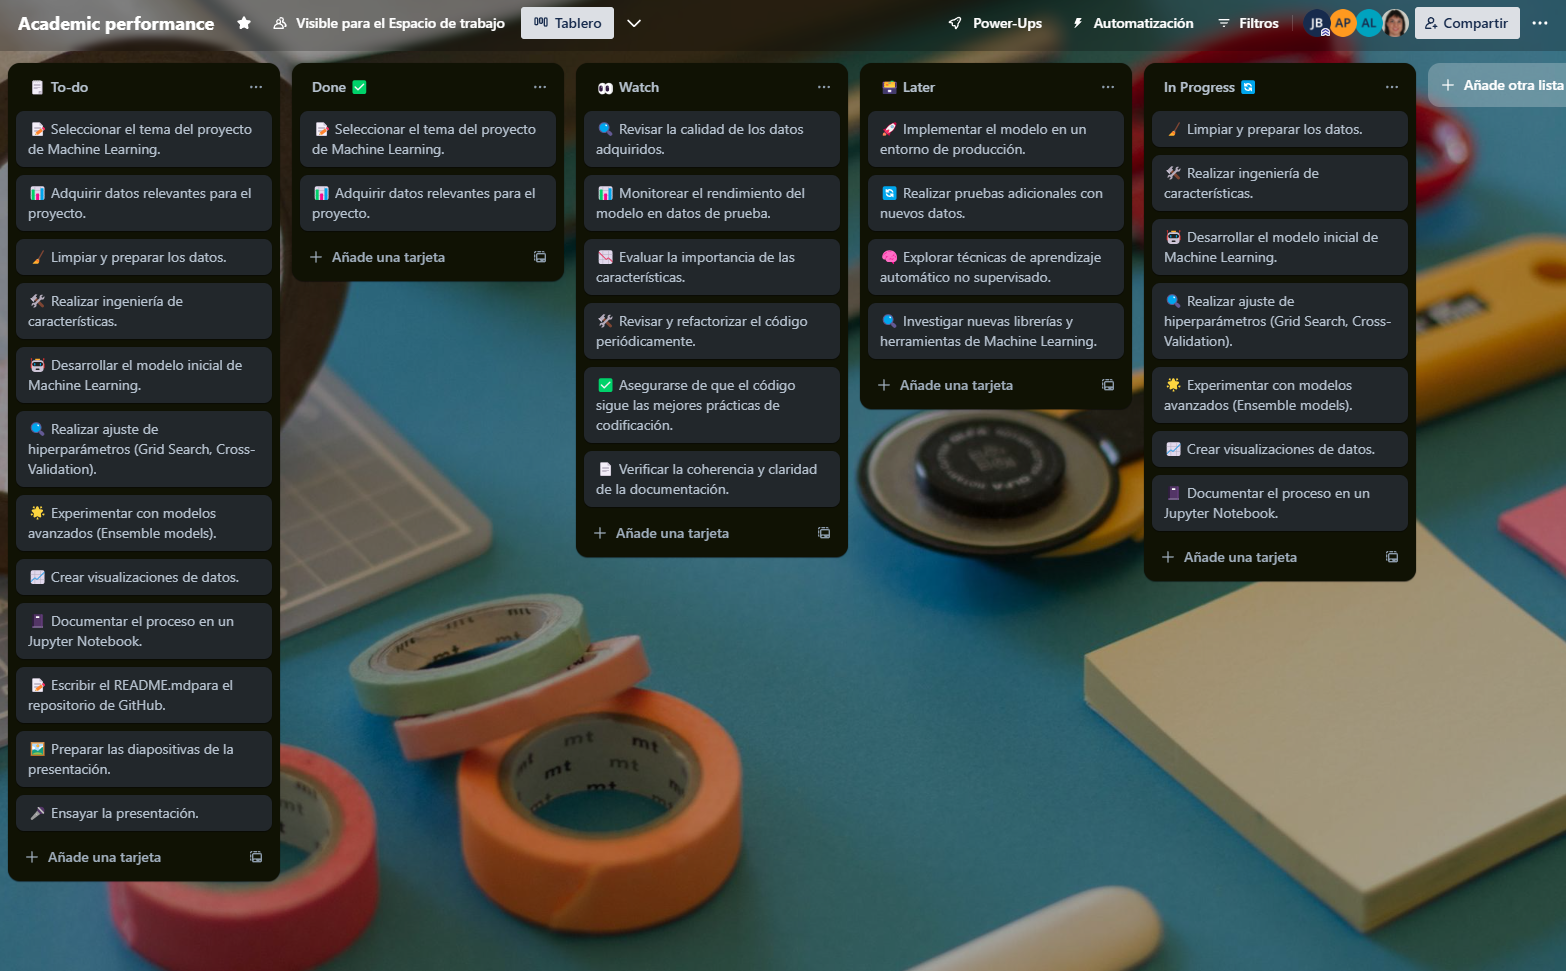 Academic performance
Visible para el Espacio de trabajo
Tablero
Power-Ups
Automatización
Filtros
JB
AP
AL
Compartir
To-do
Seleccionar el tema del proyecto
de Machine Learning.
Adquirir datos relevantes para el
proyecto.
Limpiar y preparar los datos.
Realizar ingeniería de
características.
Desarrollar el modelo inicial de
Machine Learning.
Realizar ajuste de
hiperparámetros (Grid Search, Cross-
Validation).
Experimentar con modelos
avanzados (Ensemble models).
Crear visualizaciones de datos.
Documentar el proceso en un
Jupyter Notebook.
Escribir el README.mdpara el
repositorio de GitHub.
Preparar las diapositivas de la
presentación.
Ensayar la presentación.
Añade una tarjeta
Done
Seleccionar el tema del proyecto
de Machine Learning.
Adquirir datos relevantes para el
proyecto.
Añade una tarjeta
Watch
Revisar la calidad de los datos
adquiridos.
Monitorear el rendimiento del
modelo en datos de prueba.
Evaluar la importancia de las
características.
Revisar y refactorizar el código
periódicamente.
Asegurarse de que el código
sigue las mejores prácticas de
codificación.
Verificar la coherencia y claridad
de la documentación.
Añade una tarjeta
Later
Implementar el modelo en un
entorno de producción.
Realizar pruebas adicionales con
nuevos datos.
Explorar técnicas de aprendizaje
automático no supervisado.
Investigar nuevas librerías y
herramientas de Machine Learning.
Añade una tarjeta
In Progress
Limpiar y preparar los datos.
Realizar ingeniería de
características.
Desarrollar el modelo inicial de
Machine Learning.
Realizar ajuste de
hiperparámetros (Grid Search, Cross-
Validation).
Experimentar con modelos
avanzados (Ensemble models).
Crear visualizaciones de datos.
Documentar el proceso en un
Jupyter Notebook.
Añade una tarjeta
Añade otra lista
mt
mt
mt
mt
mt
mt
OLFA